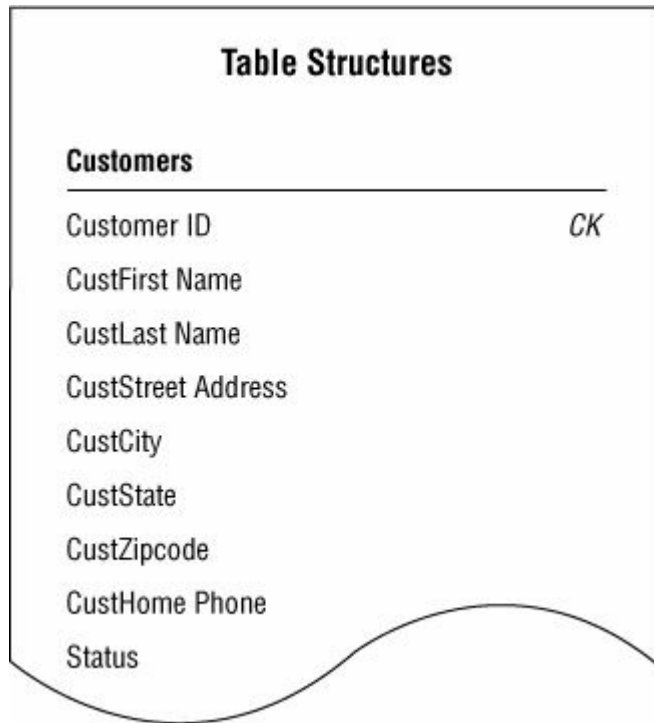 Table Structures
Customers
Customer ID CK
CustFirst Name
CustLast Name
CustStreet Address
CustCity
CustState
CustZipcode
CustHome Phone
Status